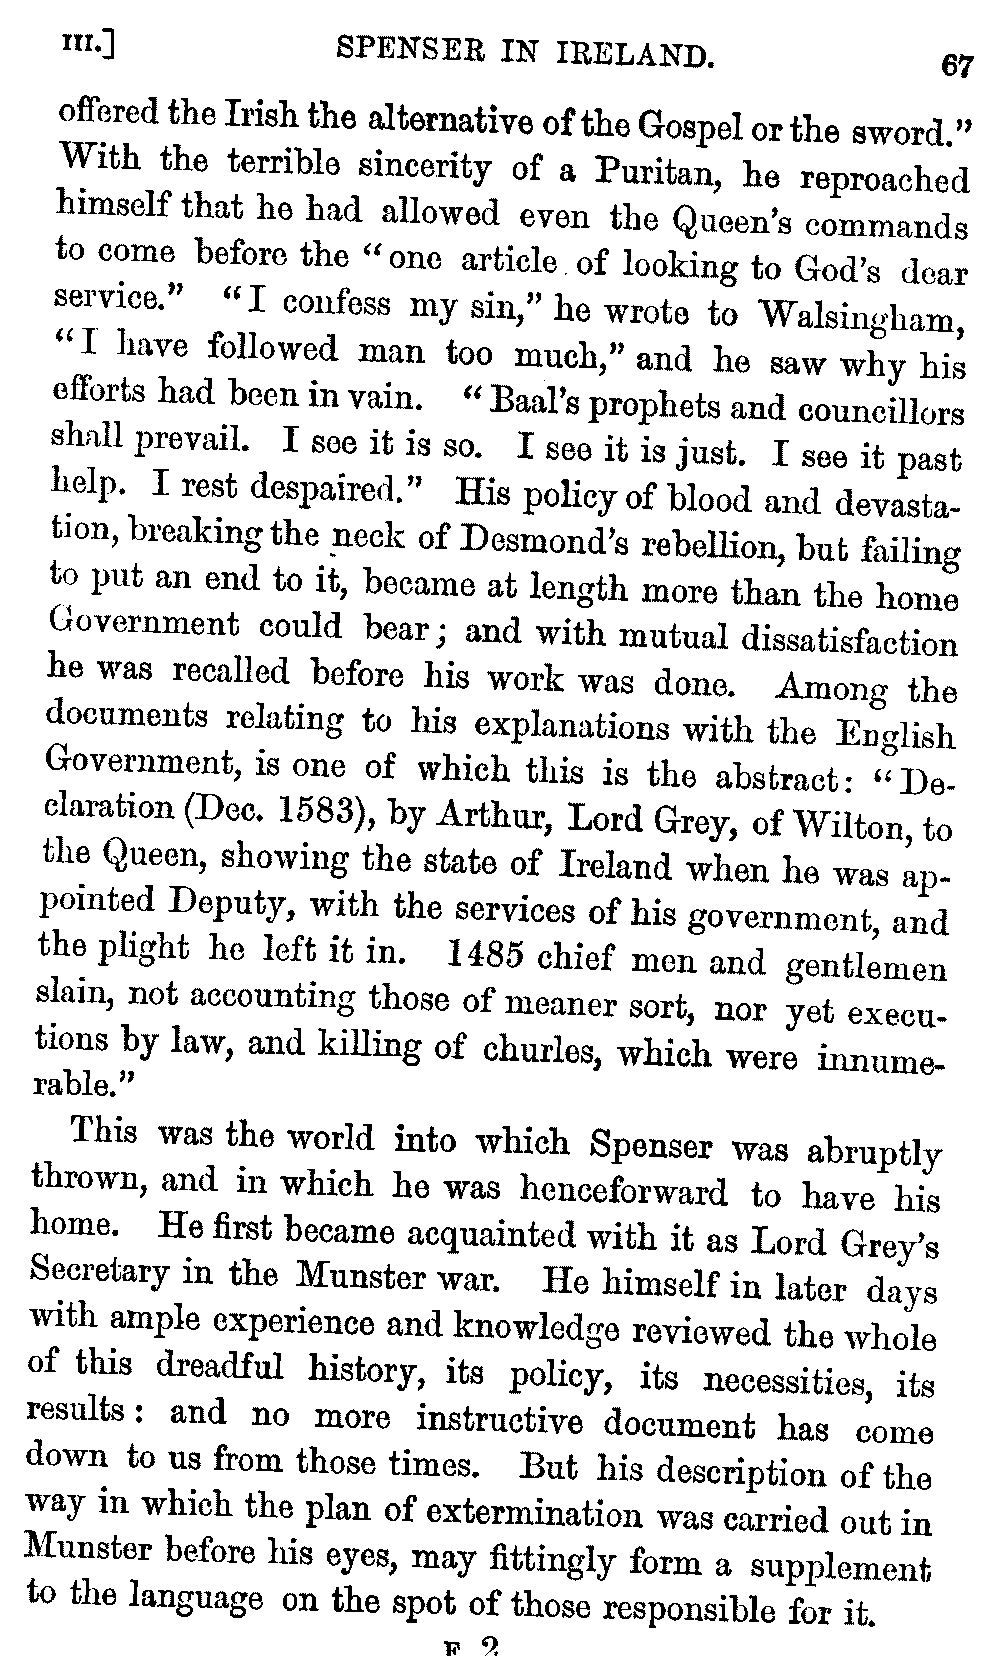 III.] SPENSER IN IRELAND. 67
offered the Irish the alternative of the Gospel or the sword.”
With the terrible sincerity of a Puritan, he reproached
himself that he had allowed even the Queen’s commands
to come before the “one article of looking to God’s dear
service.” “I confess my sin,” he wrote to Walsingham,
“I have followed man too much,” and he saw why his
efforts had been in vain. “Baal’s prophets and councillors
shall prevail. I see it is so. I see it is just. I see it past
help. I rest despaired.” His policy of blood and devasta-
tion, breaking the neck of Desmond’s rebellion, but failing
to put an end to it, became at length more than the home
Government could bear; and with mutual dissatisfaction
he was recalled before his work was done. Among the
documents relating to his explanations with the English
Government, is one of which this is the abstract: “De-
claration (Dec. 1583), by Arthur, Lord Grey, of Wilton, to
the Queen, showing the state of Ireland when he was ap-
pointed Deputy, with the services of his government, and
the plight he left it in. 1485 chief men and gentlemen
slain, not accounting those of meaner sort, nor yet execu-
tions by law, and killing of churles, which were innume-
rable.”
This was the world into which Spenser was abruptly
thrown, and in which he was henceforward to have his
home. He first became acquainted with it as Lord Grey’s
Secretary in the Munster war. He himself in later days
with ample experience and knowledge reviewed the whole
of this dreadful history, its policy, its necessities, its
results: and no more instructive document has come
down to us from those times. But his description of the
way in which the plan of extermination was carried out in
Munster before his eyes, may fittingly form a supplement
to the language on the spot of those responsible for it.
F 2